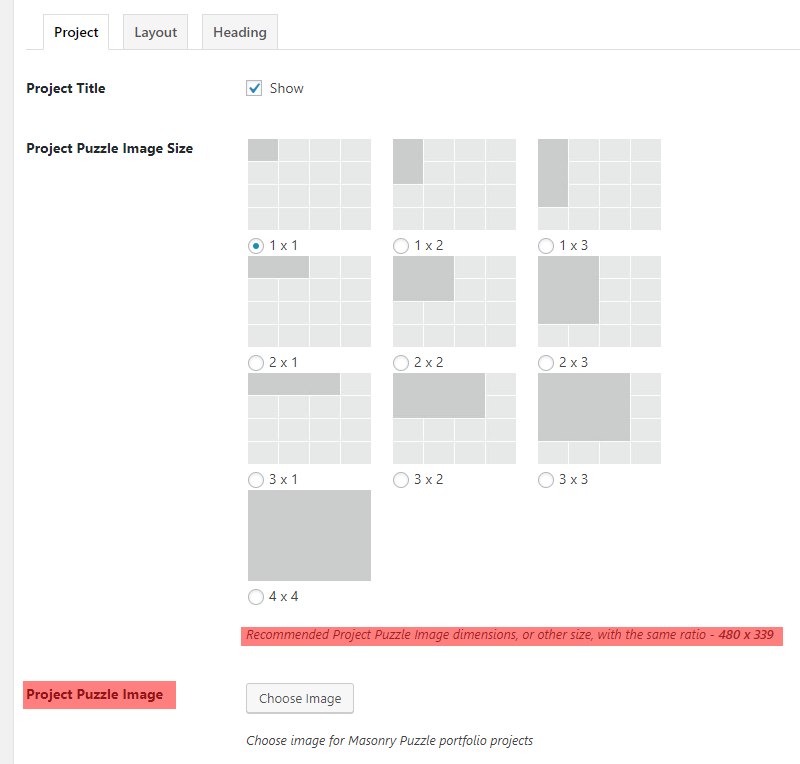 Project Layout Heading
Project Title Show
Project Puzzle Image Size
1 x 1 1 x 2 1 x 3
2 x 1 2 x 2 2 x 3
3 x 1 3 x 2 3 x 3
4 x 4
Recommended Project Puzzle Image dimensions, or other size, with the same ratio - 480 x 339
Project Puzzle Image Choose Image
Choose image for Masonry Puzzle portfolio projects